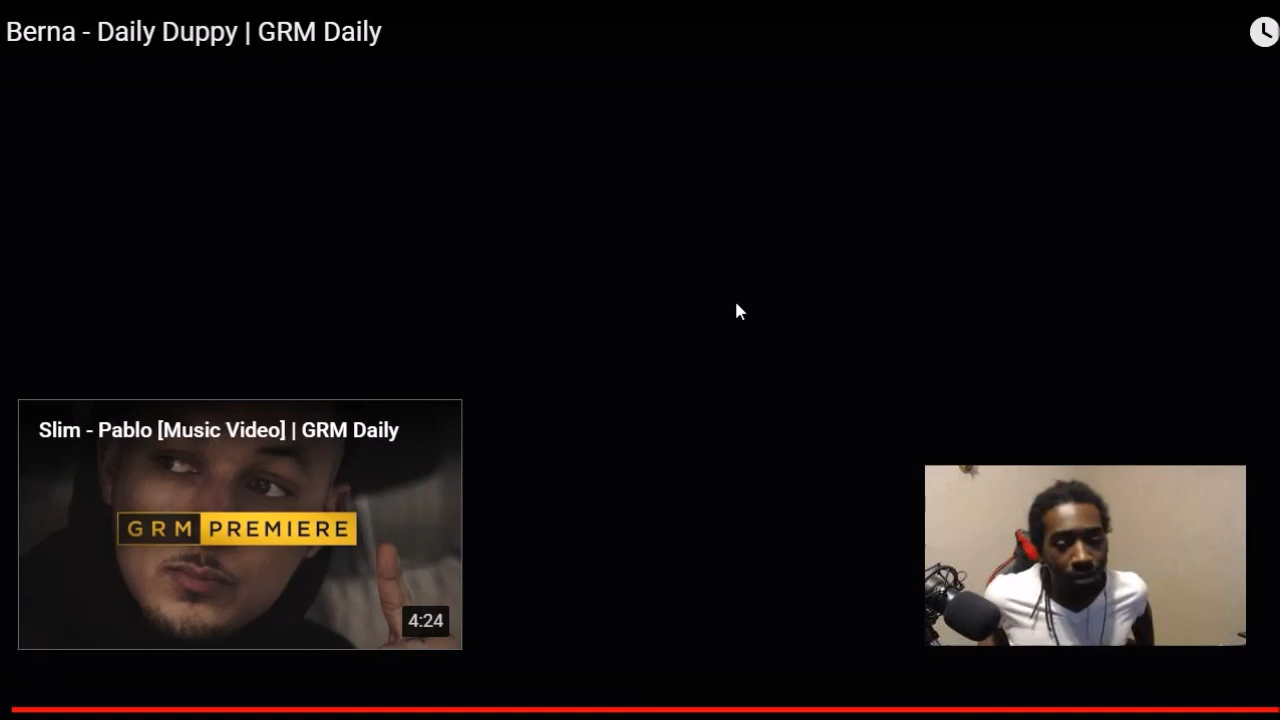 Berna - Daily Duppy | GRM Daily
Slim - Pablo [Music Video] | GRM Daily
GRM PREMIERE
4:24